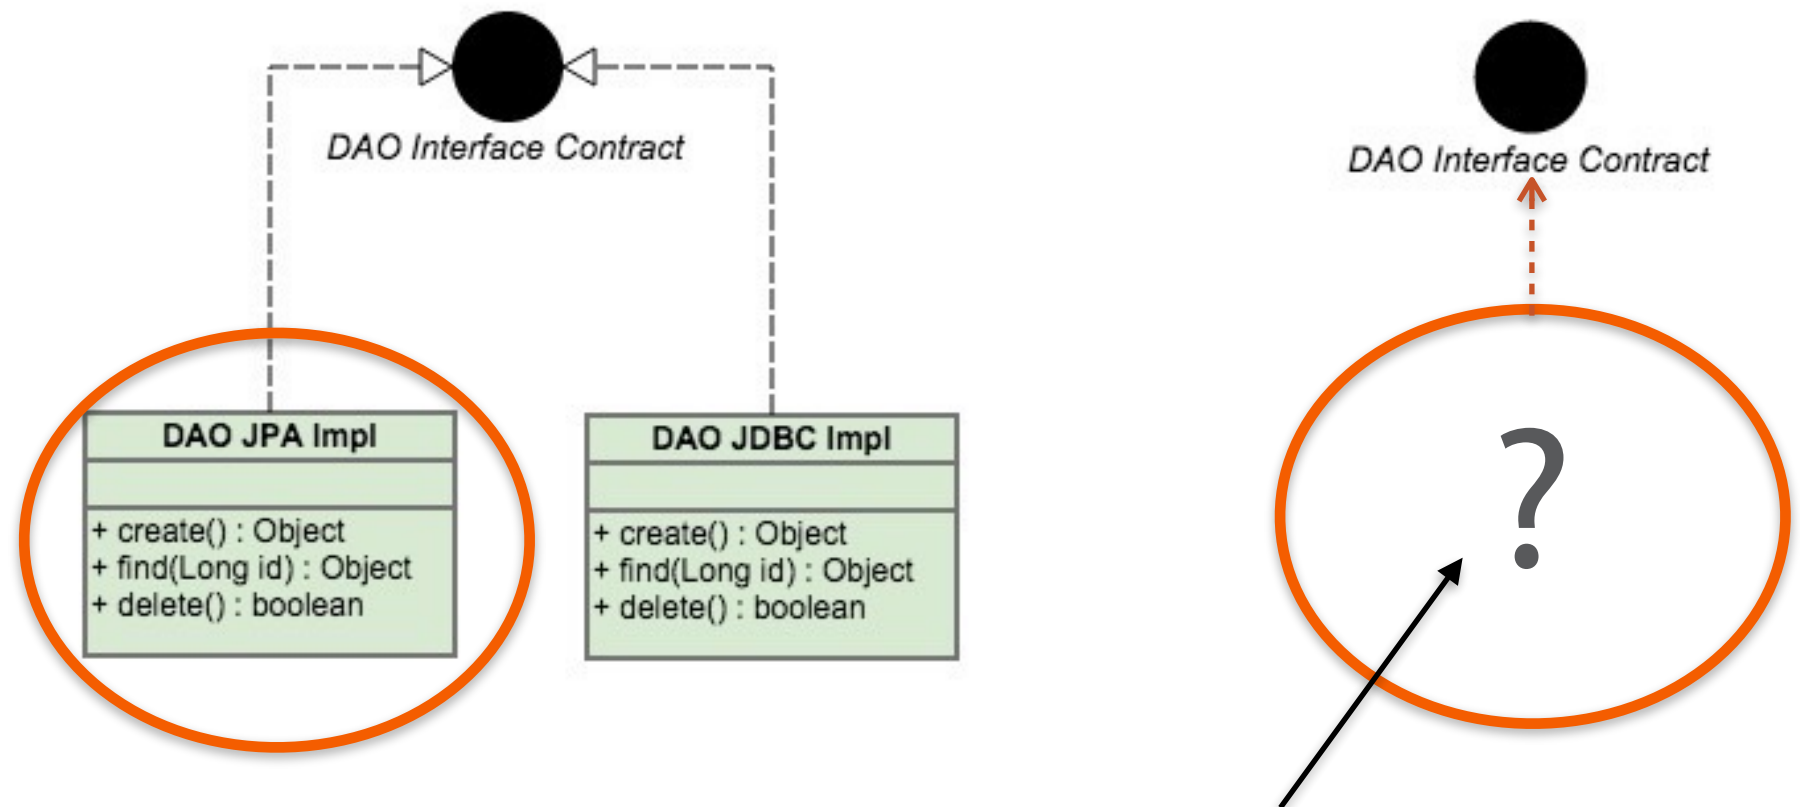 DAO Interface Contract
DAO JPA Impl
+ create() : Object
+ find(Long id) : Object
+ delete() : boolean
DAO JDBC Impl
+ create() : Object
+ find(Long id) : Object
+ delete() : boolean
DAO Interface Contract
?